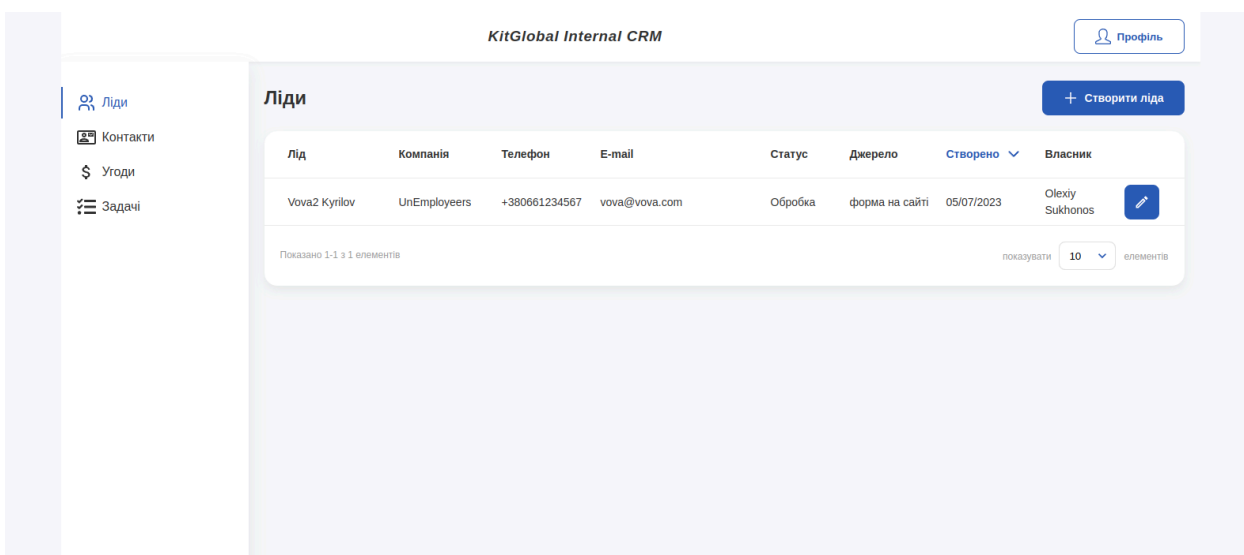 KitGlobal Internal CRM
Профіль
Ліди
Контакти
Угоди
Задачі
Ліди
Створити ліда
Лід Компанія Телефон E-mail Статус Джерело Створено Власник
Vova2 Kyrilov UnEmployeers +380661234567 vova@vova.com Обробка форма на сайті 05/07/2023 Olexiy
Sukhonos
Показано 1-1 з 1 елементів
показувати 10 елементів